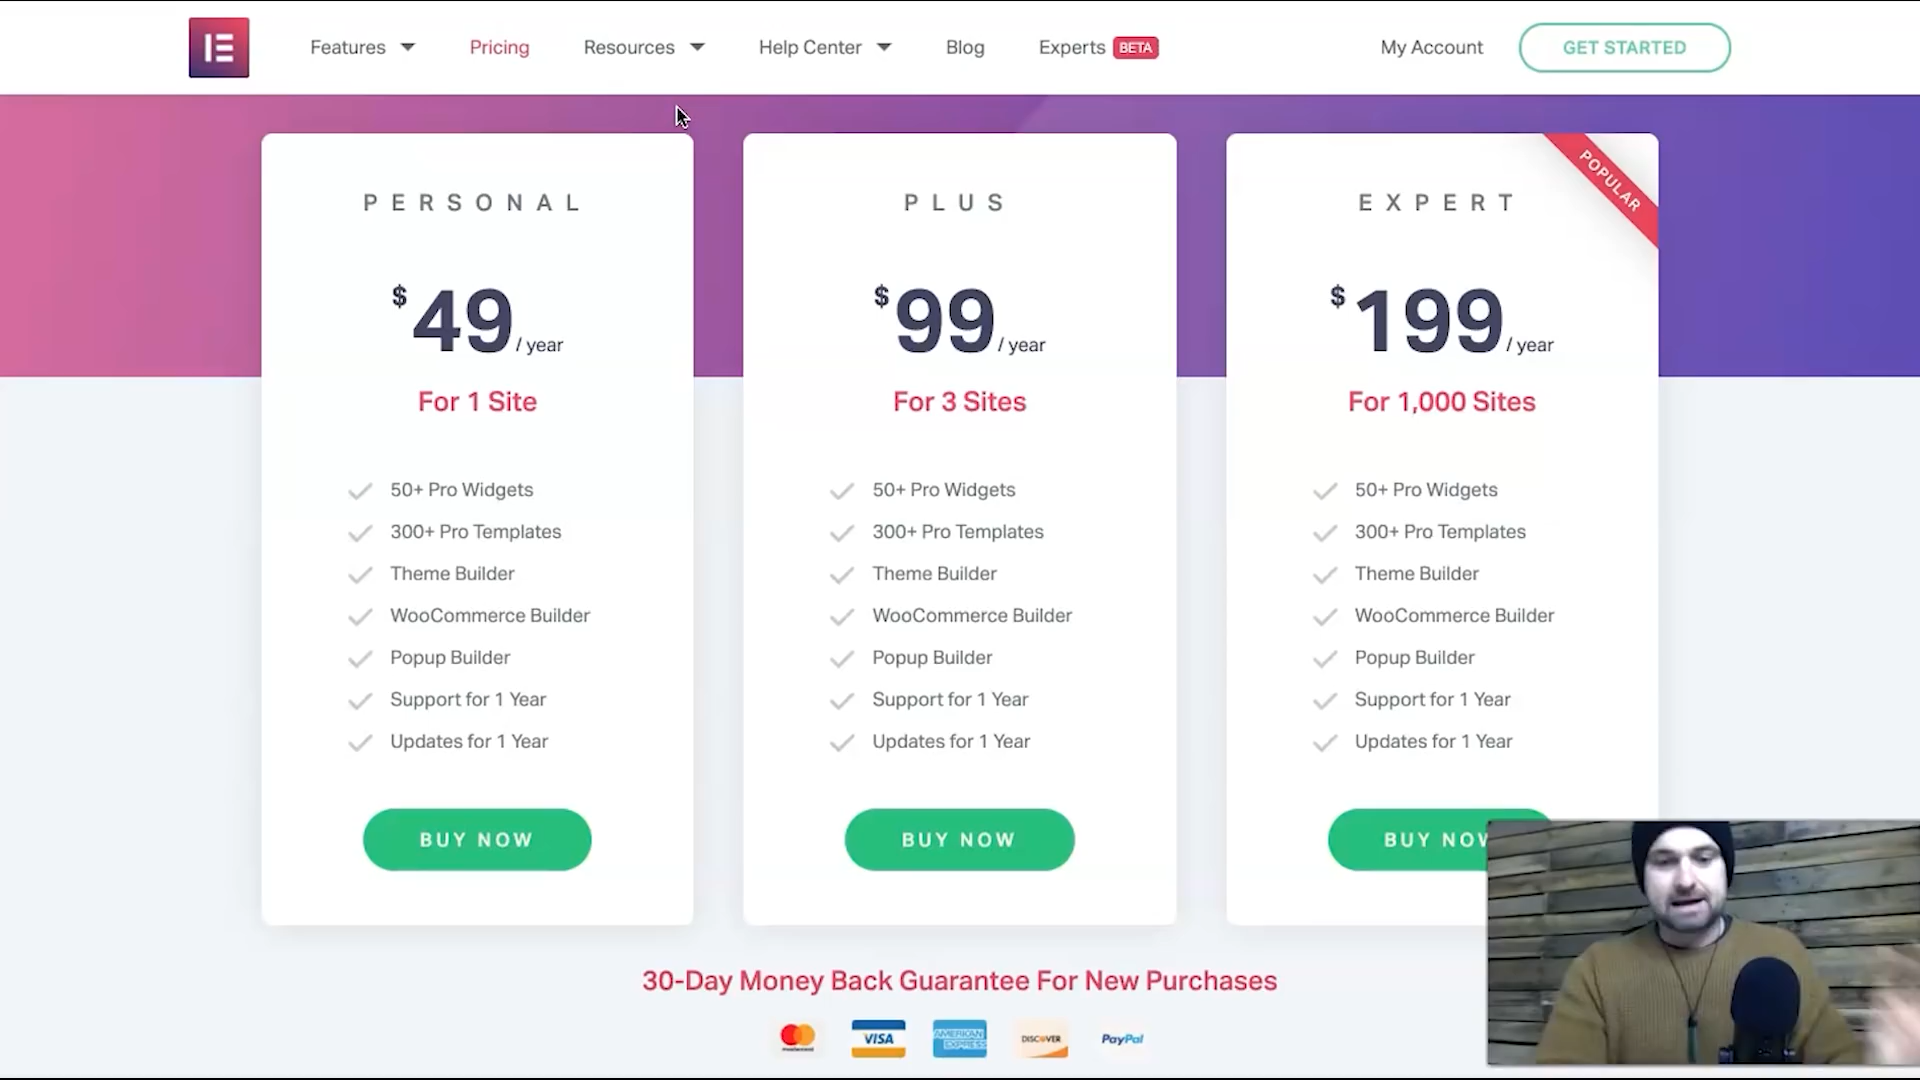 Features
Pricing
Resources
Help Center
Blog
Experts BETA
My Account
GET STARTED
PERSONAL
$49/ year
For 1 Site
50+ Pro Widgets
300+ Pro Templates
Theme Builder
WooCommerce Builder
Popup Builder
Support for 1 Year
Updates for 1 Year
BUY NOW
PLUS
$99/ year
For 3 Sites
50+ Pro Widgets
300+ Pro Templates
Theme Builder
WooCommerce Builder
Popup Builder
Support for 1 Year
Updates for 1 Year
BUY NOW
POPULAR
EXPERT
$199/ year
For 1,000 Sites
50+ Pro Widgets
300+ Pro Templates
Theme Builder
WooCommerce Builder
Popup Builder
Support for 1 Year
Updates for 1 Year
BUY NOW
30-Day Money Back Guarantee For New Purchases
mastercard
VISA
AMERICAN EXPRESS
DISCOVER
PayPal